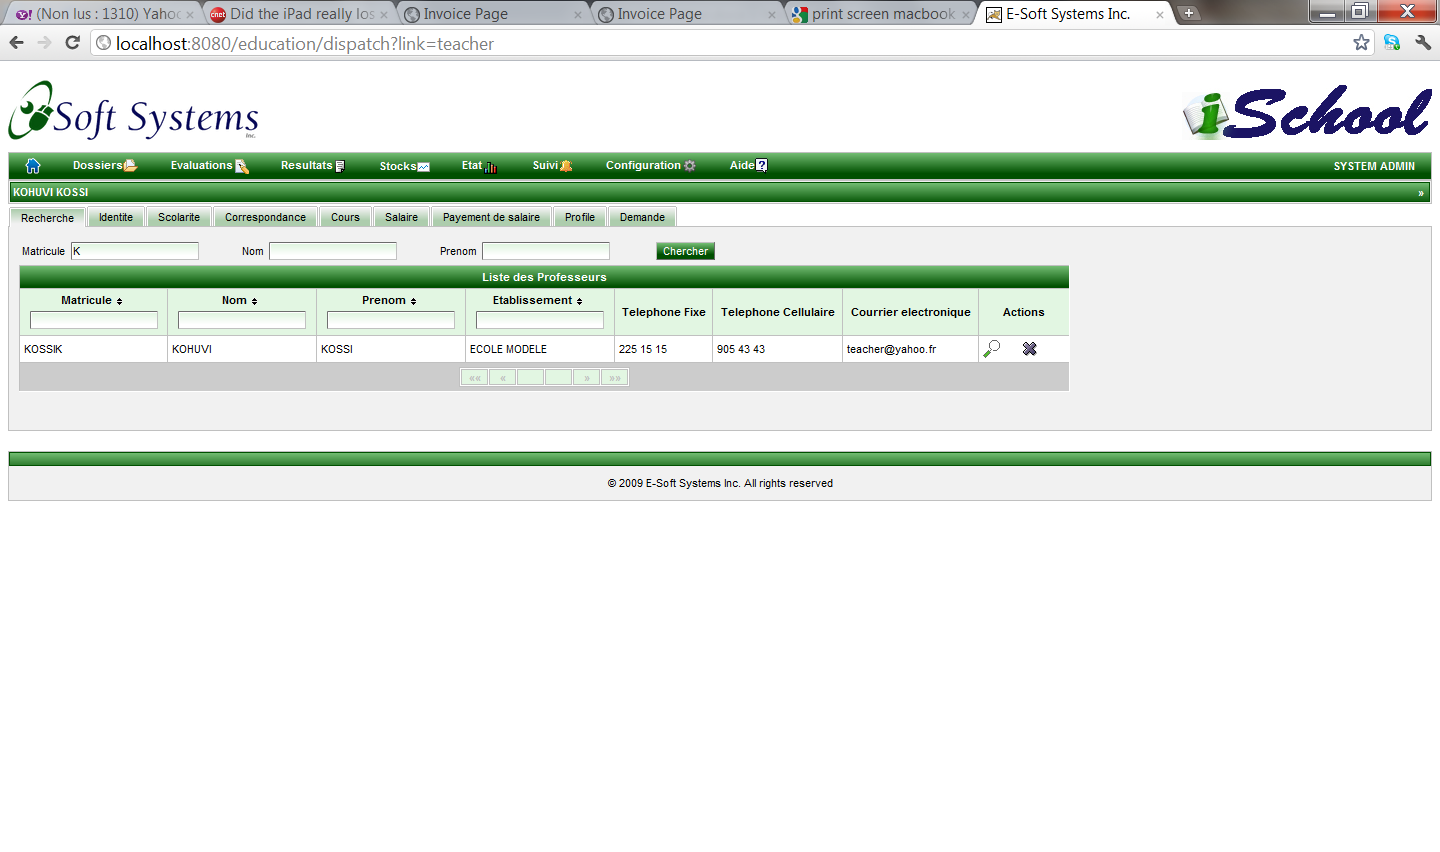 (Non lus : 1310) Yahoo
Did the iPad really los
Invoice Page
Invoice Page
print screen macbook
E-Soft Systems Inc.
localhost:8080/education/dispatch?link=teacher
Soft Systems
Inc.
iSchool
Dossiers Evaluations Resultats Stocks Etat Suivi Configuration Aide SYSTEM ADMIN
KOHUVI KOSSI »
Recherche Identite Scolarite Correspondance Cours Salaire Payement de salaire Profile Demande
Matricule K Nom Prenom Chercher
Liste des Professeurs
Matricule Nom Prenom Etablissement Telephone Fixe Telephone Cellulaire Courrier electronique Actions
KOSSIK KOHUVI KOSSI ECOLE MODELE 225 15 15 905 43 43 teacher@yahoo.fr
«« « » »»
© 2009 E-Soft Systems Inc. All rights reserved